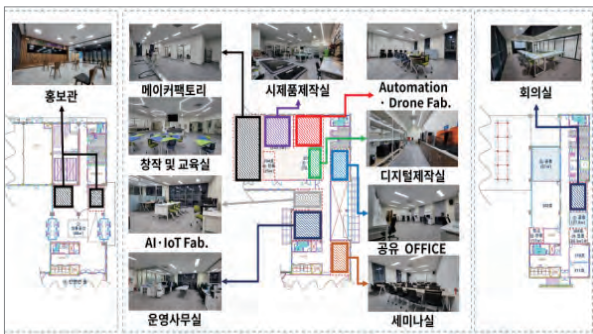 홍보관
메이커팩토리
시제품제작실
Automation
· Drone Fab.
회의실
창작 및 교육실
디지털제작실
AI·IoT Fab.
공유 OFFICE
운영사무실
세미나실